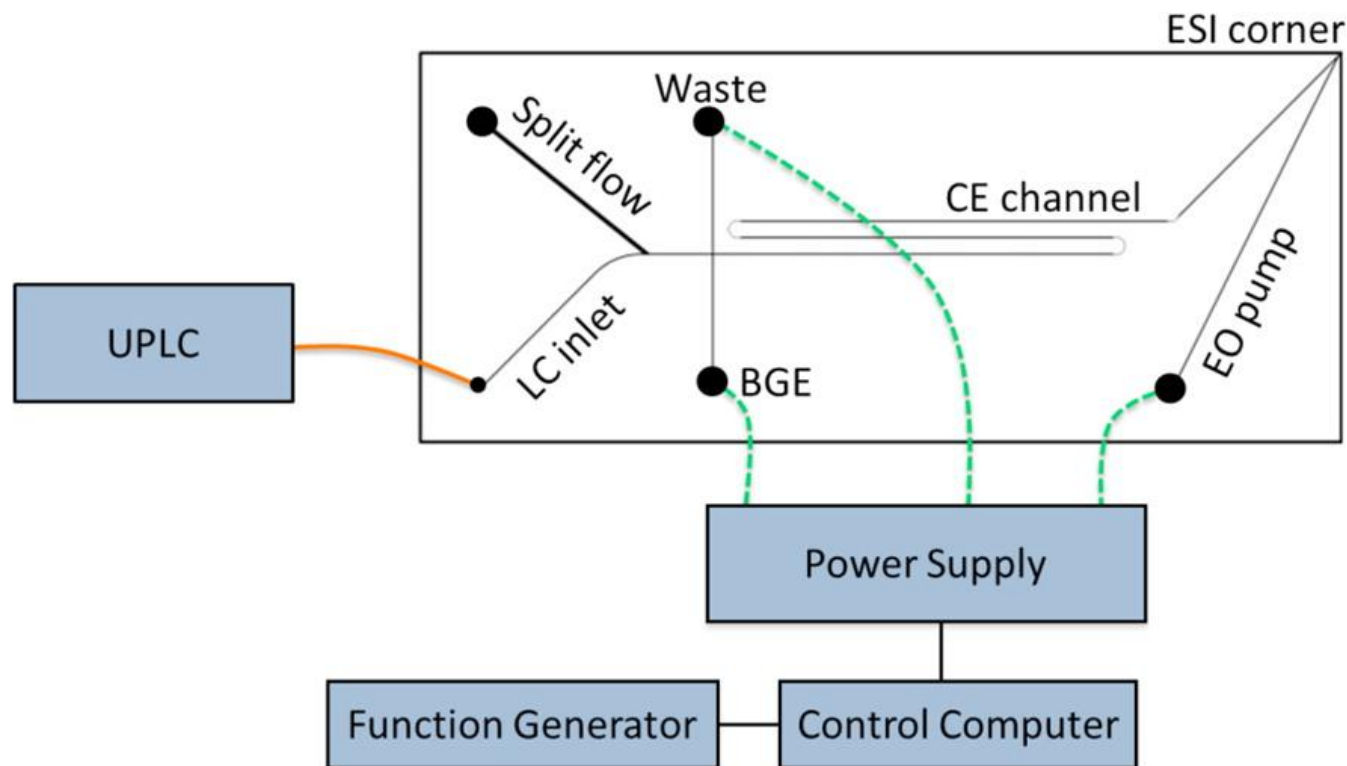 ESI corner
Waste
Split flow
CE channel
UPLC
LC inlet
BGE
EO pump
Power Supply
Function Generator
Control Computer